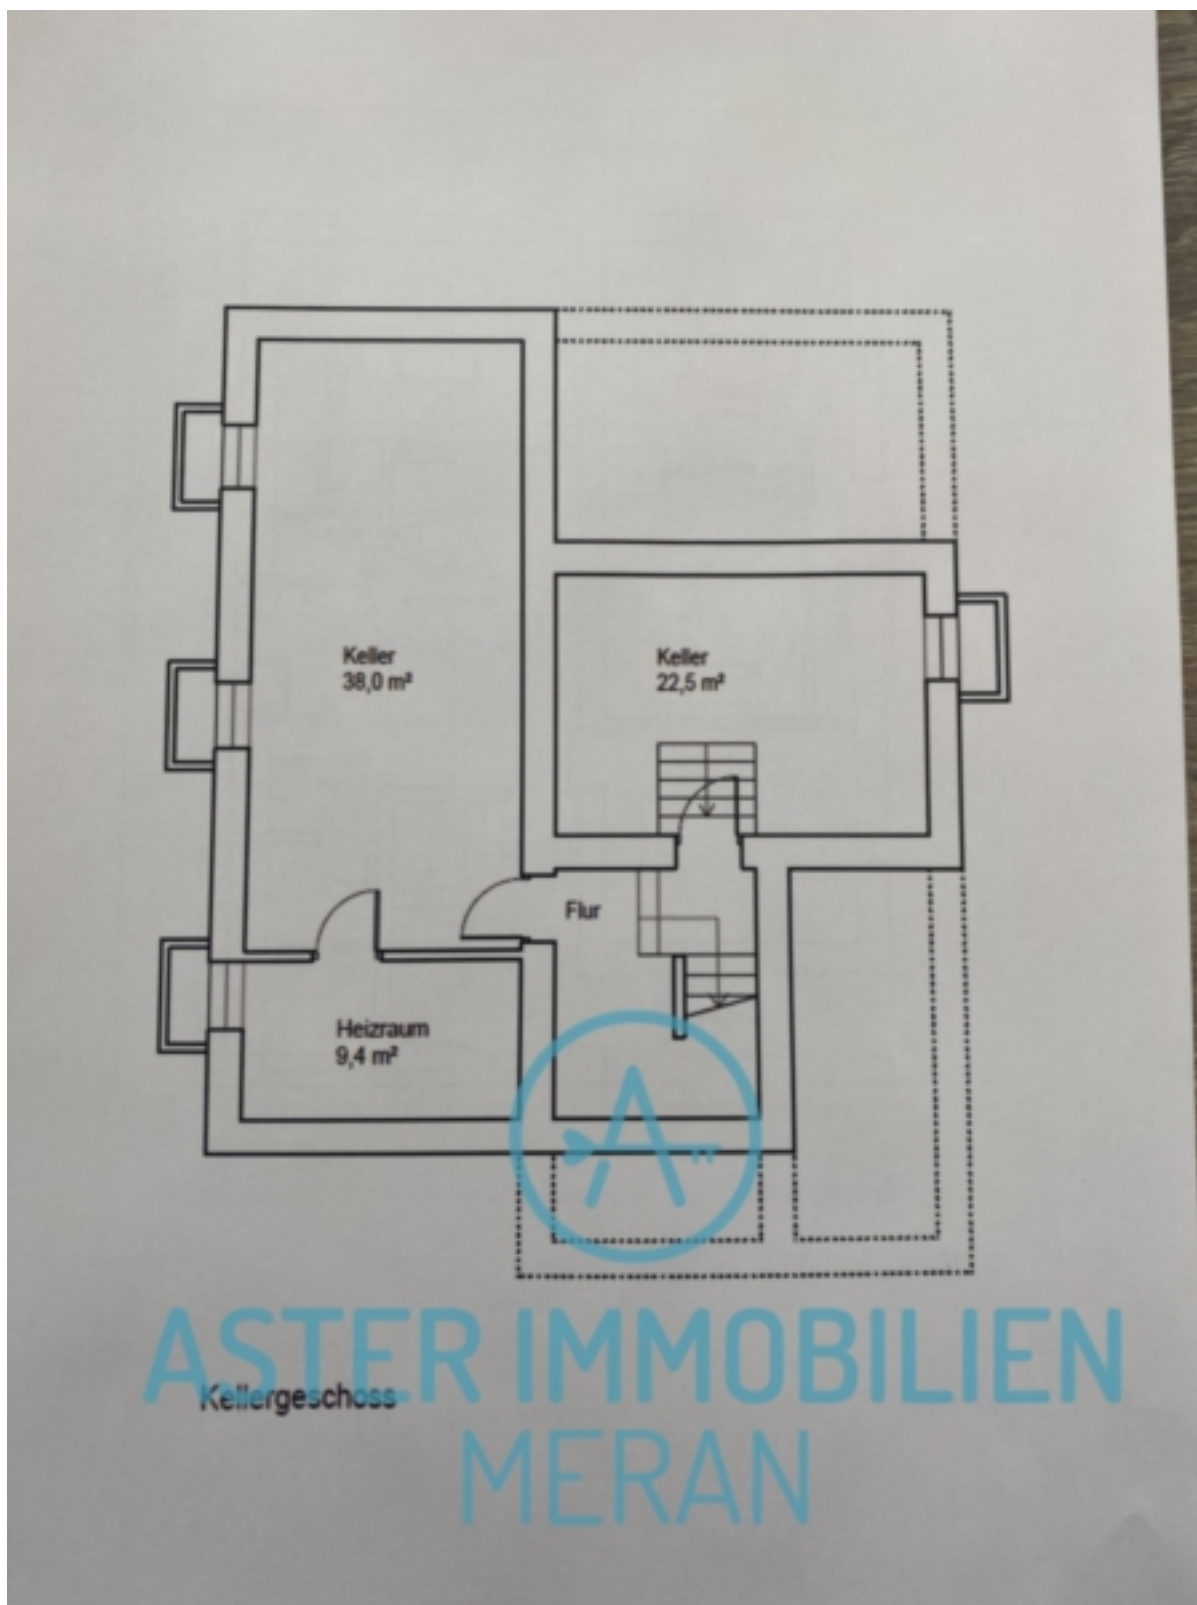 Keller
38,0 m²
Keller
22,5 m²
Flur
Heizraum
9,4 m²
ASTER IMMOBILIEN
Kellergeschoss
MERAN